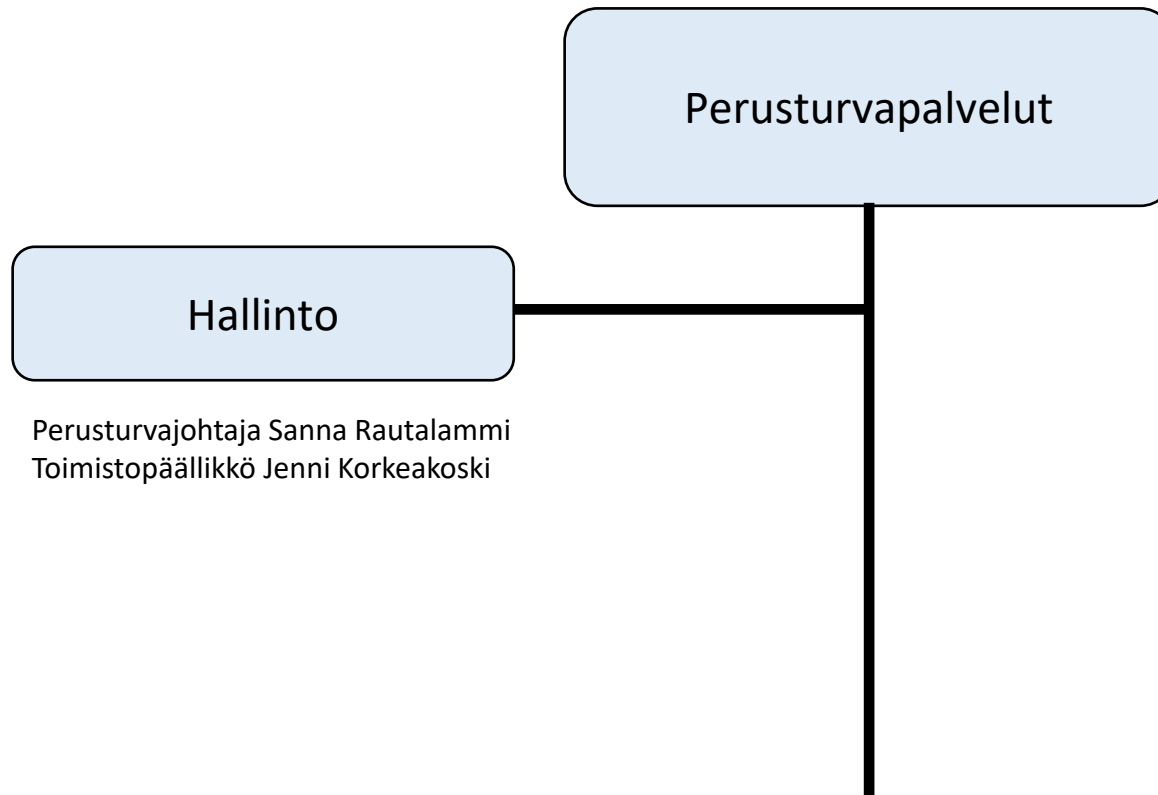 Perusturvapalvelut
Hallinto
Perusturvajohtaja Sanna Rautalammi
Toimistopäällikkö Jenni Korkeakoski